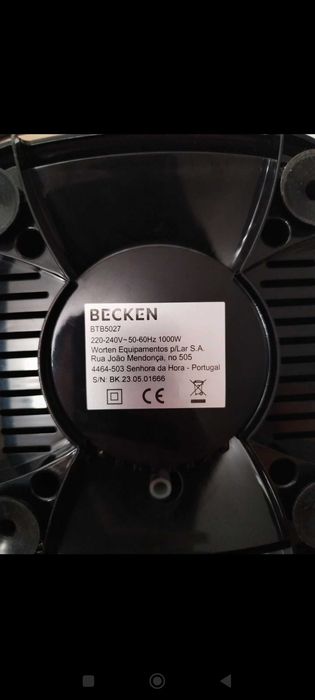 BECKEN
BTB5027
220-240V~ 50-60Hz 1000W
Worten Equipamentos p/Lar S.A.
Rua João Mendonça, no 505
4464-503 Senhora da Hora - Portugal
S/N: BK 23.05.01666
CE